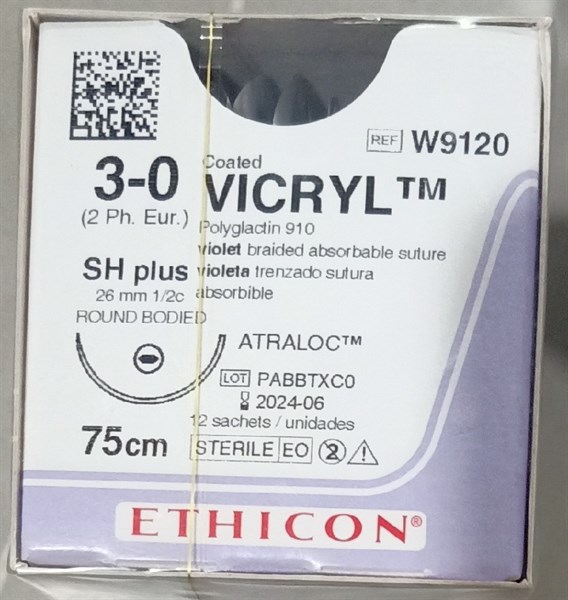 REF W9120
3-0
(2 Ph. Eur.)
Coated
VICRYL™
Polyglactin 910
violet braided absorbable suture
violeta trenzado sutura
absorbible
SH plus
26 mm 1/2c
ROUND BODIED
ATRALOC™
LOT PABBTXC0
2024-06
12 sachets / unidades
75cm
STERILE EO 2 !
ETHICON®